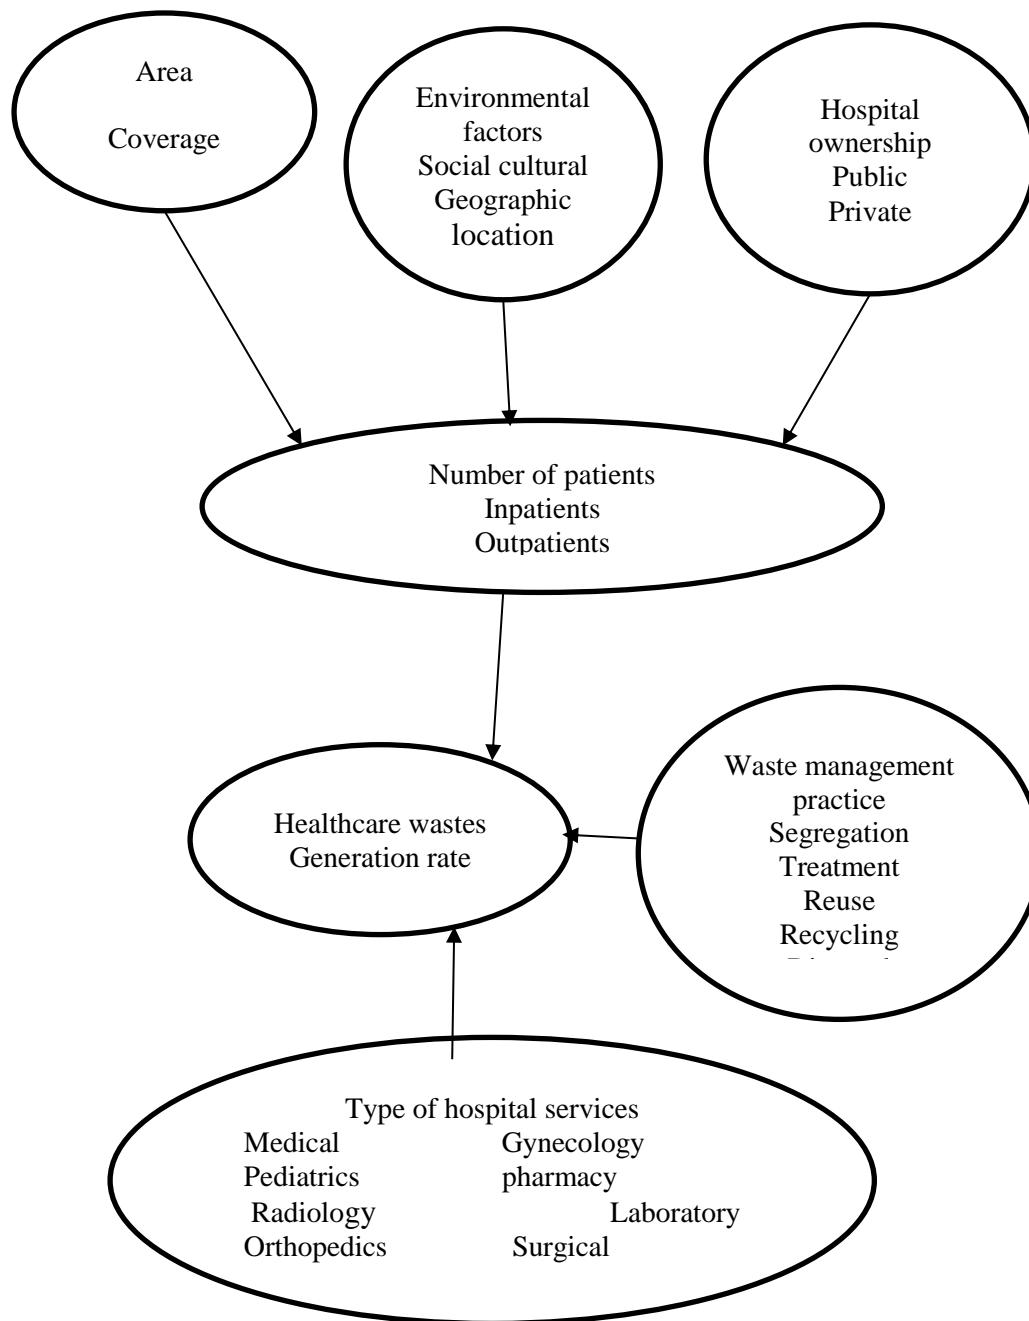 Area
Coverage
Environmental
factors
Social cultural
Geographic
location
Hospital
ownership
Public
Private
Number of patients
Inpatients
Outpatients
Healthcare wastes
Generation rate
Waste management
practice
Segregation
Treatment
Reuse
Recycling
Type of hospital services
Medical Gynecology
Pediatrics pharmacy
Radiology Laboratory
Orthopedics Surgical